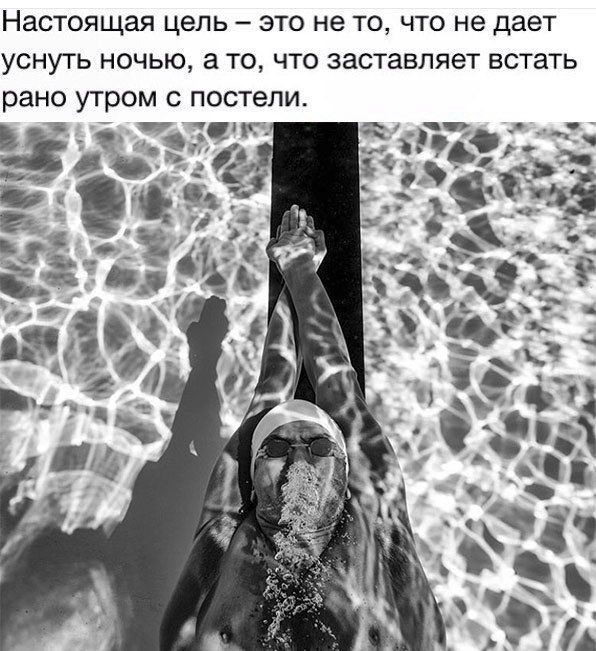 Настоящая цель – это не то, что не дает
уснуть ночью, а то, что заставляет встать
рано утром с постели.